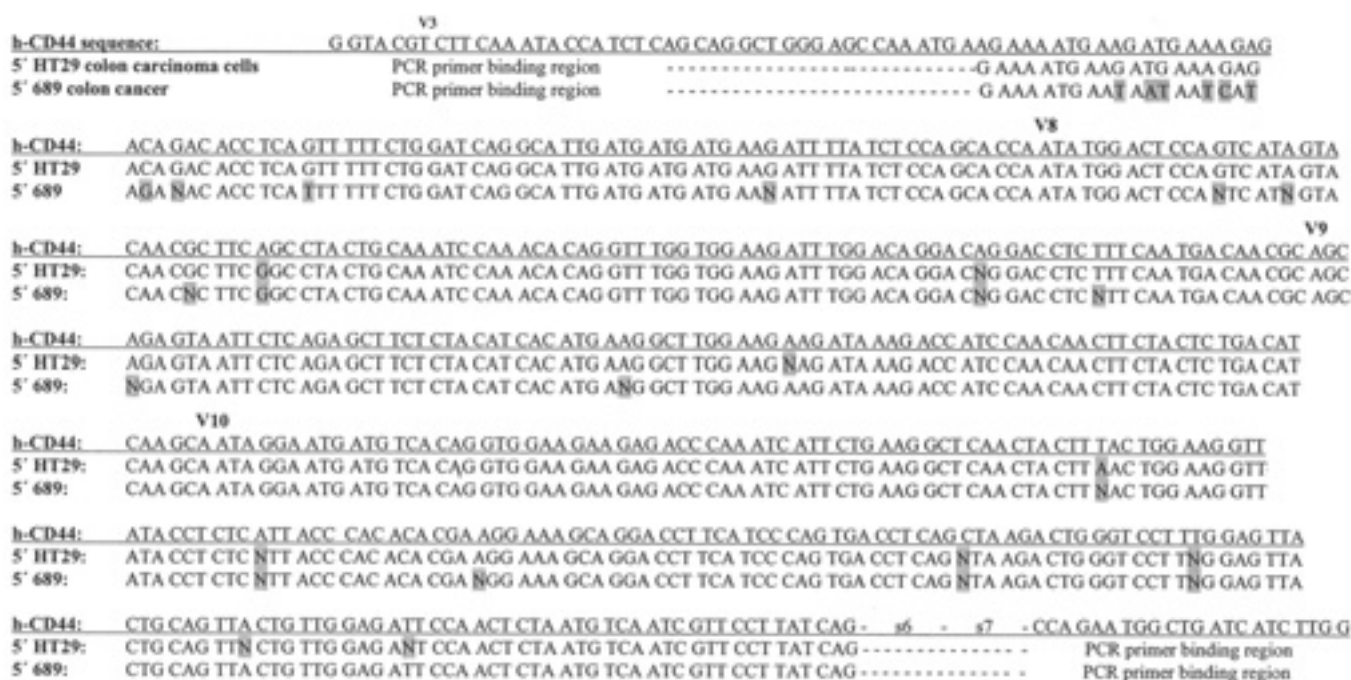 V3
h-CD44 sequence: G GTA CGT CTT CAA ATA CCA TCT CAG CAG GCT GGG AGC CAA ATG AAG AAA ATG AAG ATG AAA GAG
5´ HT29 colon carcinoma cells PCR primer binding region - - - - - - - - - - - - - - - - - - - - - - - - - - - - - - G AAA ATG AAG ATG AAA GAG
5´ 689 colon cancer PCR primer binding region - - - - - - - - - - - - - - - - - - - - - - - - - - - - - - G AAA ATG AAT AAT AAT CAT
V8
h-CD44: ACA GAC ACC TCA GTT TTT CTG GAT CAG GCA TTG ATG ATG ATG AAG ATT TTA TCT CCA GCA CCA ATA TGG ACT CCA GTC ATA GTA
5´ HT29 ACA GAC ACC TCA GTT TTT CTG GAT CAG GCA TTG ATG ATG ATG AAG ATT TTA TCT CCA GCA CCA ATA TGG ACT CCA GTC ATA GTA
5´ 689 AGA NAC ACC TCA TTT TTT CTG GAT CAG GCA TTG ATG ATG ATG AAN ATT TTA TCT CCA GCA CCA ATA TGG ACT CCA NTC ATN GTA
V9
h-CD44: CAA CGC TTC AGC CTA CTG CAA ATC CAA ACA CAG GTT TGG TGG AAG ATT TGG ACA GGA CAG GAC CTC TTT CAA TGA CAA CGC AGC
5´ HT29: CAA CGC TTC GGC CTA CTG CAA ATC CAA ACA CAG GTT TGG TGG AAG ATT TGG ACA GGA CNG GAC CTC TTT CAA TGA CAA CGC AGC
5´ 689: CAA CNC TTC GGC CTA CTG CAA ATC CAA ACA CAG GTT TGG TGG AAG ATT TGG ACA GGA CNG GAC CTC NTT CAA TGA CAA CGC AGC
h-CD44: AGA GTA ATT CTC AGA GCT TCT CTA CAT CAC ATG AAG GCT TGG AAG AAG ATA AAG ACC ATC CAA CAA CTT CTA CTC TGA CAT
5´ HT29: AGA GTA ATT CTC AGA GCT TCT CTA CAT CAC ATG AAG GCT TGG AAG NAG ATA AAG ACC ATC CAA CAA CTT CTA CTC TGA CAT
5´ 689: NGA GTA ATT CTC AGA GCT TCT CTA CAT CAC ATG ANG GCT TGG AAG AAG ATA AAG ACC ATC CAA CAA CTT CTA CTC TGA CAT
V10
h-CD44: CAA GCA ATA GGA ATG ATG TCA CAG GTG GAA GAA GAG ACC CAA ATC ATT CTG AAG GCT CAA CTA CTT TAC TGG AAG GTT
5´ HT29: CAA GCA ATA GGA ATG ATG TCA CAG GTG GAA GAA GAG ACC CAA ATC ATT CTG AAG GCT CAA CTA CTT AAC TGG AAG GTT
5´ 689: CAA GCA ATA GGA ATG ATG TCA CAG GTG GAA GAA GAG ACC CAA ATC ATT CTG AAG GCT CAA CTA CTT NAC TGG AAG GTT
h-CD44: ATA CCT CTC ATT ACC CAC ACA CGA AGG AAA GCA GGA CCT TCA TCC CAG TGA CCT CAG CTA AGA CTG GGT CCT TTG GAG TTA
5´ HT29: ATA CCT CTC NTT ACC CAC ACA CGA AGG AAA GCA GGA CCT TCA TCC CAG TGA CCT CAG NTA AGA CTG GGT CCT TNG GAG TTA
5´ 689: ATA CCT CTC NTT ACC CAC ACA CGA NGG AAA GCA GGA CCT TCA TCC CAG TGA CCT CAG NTA AGA CTG GGT CCT TNG GAG TTA
h-CD44: CTG CAG TTA CTG TTG GAG ATT CCA ACT CTA ATG TCA ATC GTT CCT TAT CAG - s6 - s7 - CCA GAA TGG CTG ATC ATC TTG G
5´ HT29: CTG CAG TTN CTG TTG GAG ANT CCA ACT CTA ATG TCA ATC GTT CCT TAT CAG - - - - - - - - - - - - - - - - PCR primer binding region
5´ 689: CTG CAG TTA CTG TTG GAG ATT CCA ACT CTA ATG TCA ATC GTT CCT TAT CAG - - - - - - - - - - - - - - - - PCR primer binding region